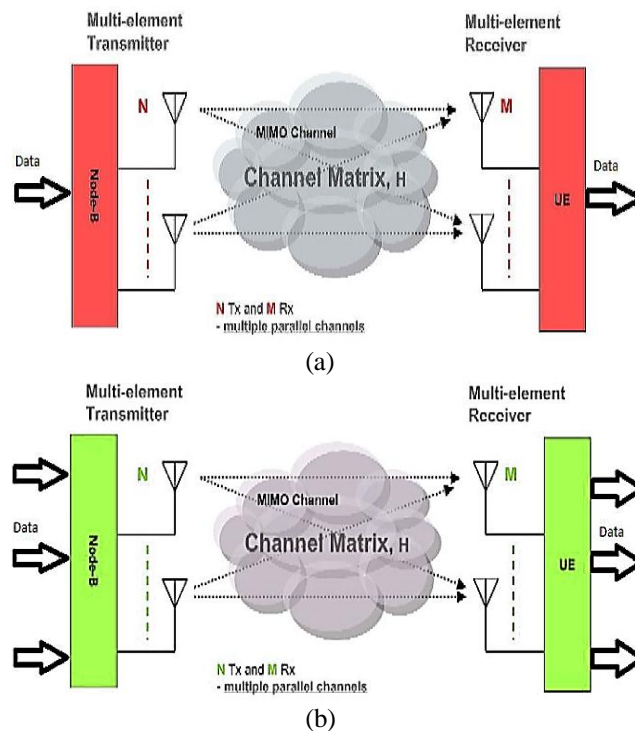 Multi-element
Transmitter
Multi-element
Receiver
N
M
MIMO Channel
Data
Data
Channel Matrix, H
Node-B
UE
N Tx and M Rx
- multiple parallel channels
(a)
Multi-element
Transmitter
Multi-element
Receiver
N
M
MIMO Channel
Data
Data
Channel Matrix, H
Node-B
UE
N Tx and M Rx
- multiple parallel channels
(b)